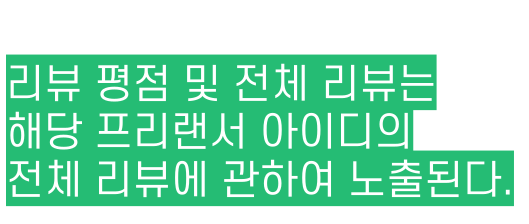 리뷰 평점 및 전체 리뷰는
해당 프리랜서 아이디의
전체 리뷰에 관하여 노출된다.